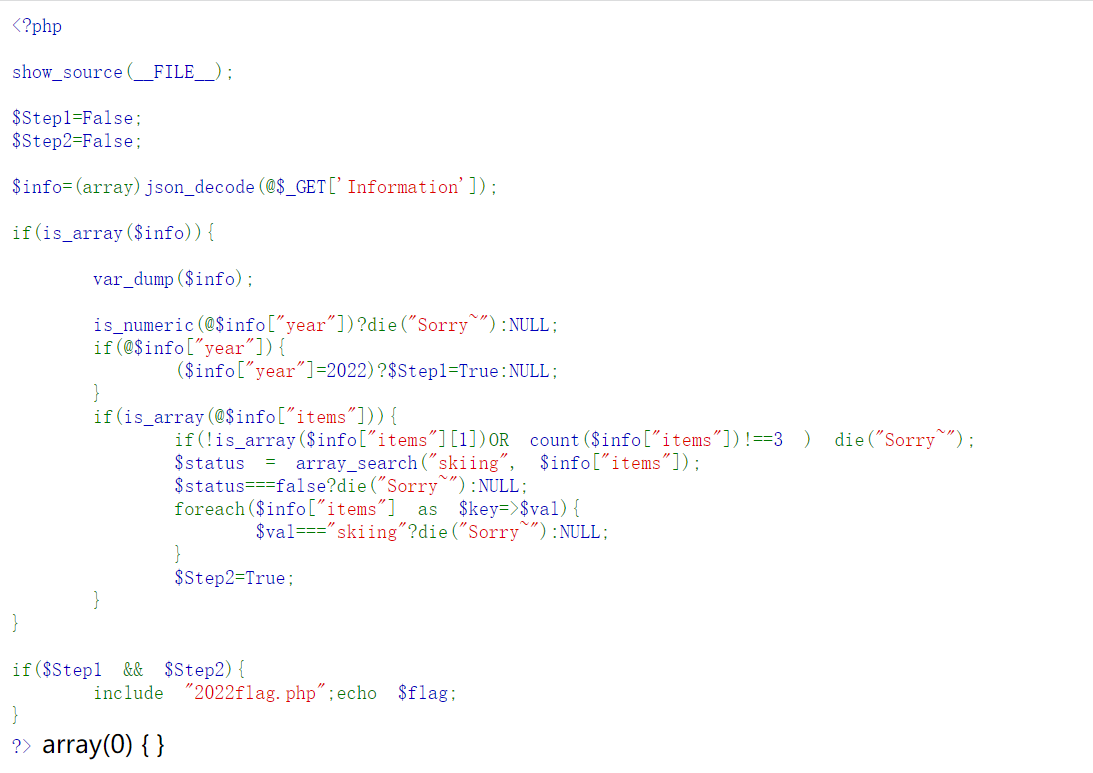 <?php
show_source(__FILE__);
$Step1=False;
$Step2=False;
$info=(array)json_decode(@$_GET['Information']);
if(is_array($info)){
var_dump($info);
is_numeric(@$info["year"])?die("Sorry~"):NULL;
if(@$info["year"]){
($info["year"]=2022)?$Step1=True:NULL;
}
if(is_array(@$info["items"])){
if(!is_array($info["items"][1])OR count($info["items"])!==3 ) die("Sorry~");
$status = array_search("skiing", $info["items"]);
$status===false?die("Sorry~"):NULL;
foreach($info["items"] as $key=>$val){
$val==="skiing"?die("Sorry~"):NULL;
}
$Step2=True;
}
}
if($Step1 && $Step2){
include "2022flag.php";echo $flag;
}
?> array(0) { }